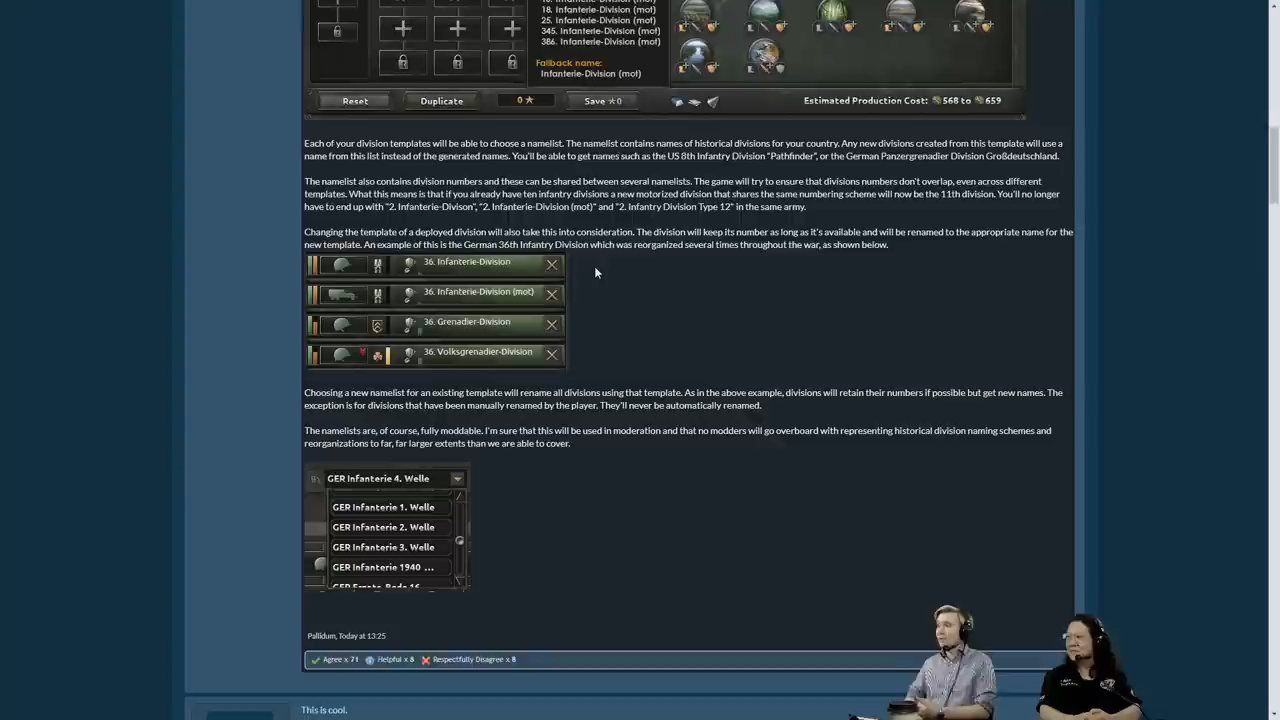 18. Infanterie-Division (mot)
25. Infanterie-Division (mot)
345. Infanterie-Division (mot)
386. Infanterie-Division (mot)
Fallback name:
Infanterie-Division (mot)
Reset
Duplicate
0
Save 0
Estimated Production Cost: 568 to 659
Each of your division templates will be able to choose a namelist. The namelist contains names of historical divisions for your country. Any new divisions created from this template will use a
name from this list instead of the generated names. You'll be able to get names such as the US 8th Infantry Division "Pathfinder", or the German Panzergrenadier Division Großdeutschland.
The namelist also contains division numbers and these can be shared between several namelists. The game will try to ensure that divisions numbers don't overlap, even across different
templates. What this means is that if you already have ten infantry divisions a new motorized division that shares the same numbering scheme will now be the 11th division. You'll no longer
have to end up with "2. Infanterie-Divison", "2. Infanterie-Division (mot)" and "2. Infantry Division Type 12" in the same army.
Changing the template of a deployed division will also take this into consideration. The division will keep its number as long as it's available and will be renamed to the appropriate name for the
new template. An example of this is the German 36th Infantry Division which was reorganized several times throughout the war, as shown below.
36. Infanterie-Division
36. Infanterie-Division (mot)
36. Grenadier-Division
36. Volksgrenadier-Division
Choosing a new namelist for an existing template will rename all divisions using that template. As in the above example, divisions will retain their numbers if possible but get new names. The
exception is for divisions that have been manually renamed by the player. They'll never be automatically renamed.
The namelists are, of course, fully moddable. I'm sure that this will be used in moderation and that no modders will go overboard with representing historical division naming schemes and
reorganizations to far, far larger extents than we are able to cover.
GER Infanterie 4. Welle
GER Infanterie 1. Welle
GER Infanterie 2. Welle
GER Infanterie 3. Welle
GER Infanterie 1940 ...
Pallidum, Today at 13:25
Agree x 71 Helpful x 8 Respectfully Disagree x 8
This is cool.